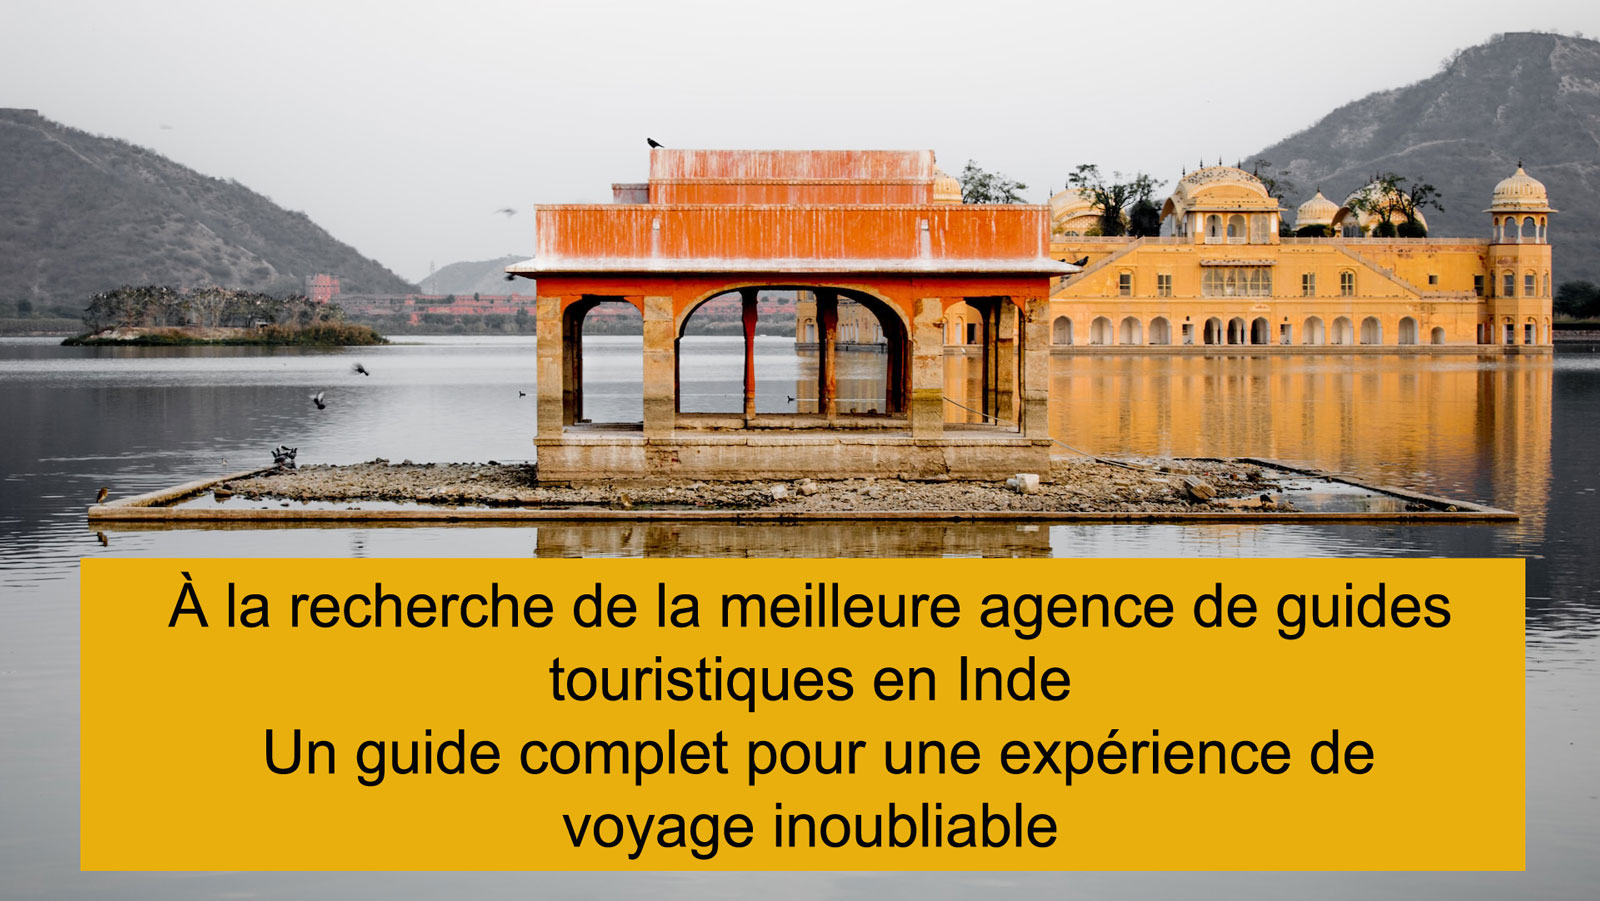 À la recherche de la meilleure agence de guides
touristiques en Inde
Un guide complet pour une expérience de
voyage inoubliable